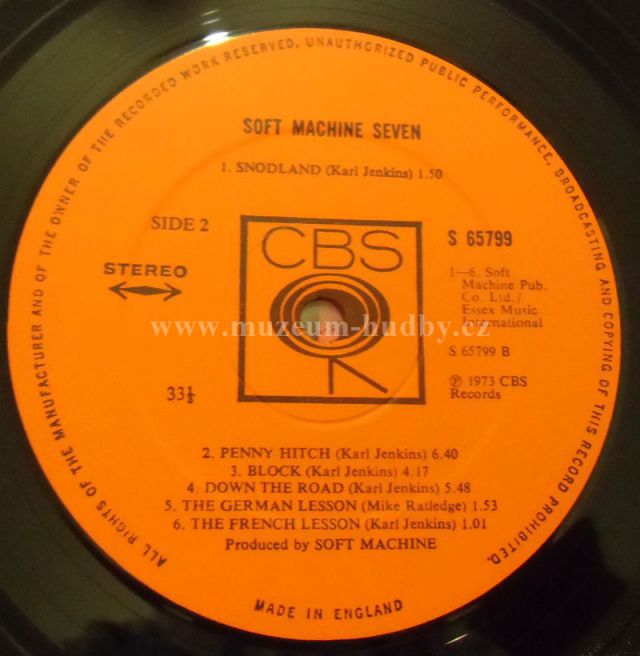 ALL RIGHTS OF THE MANUFACTURER AND OF THE OWNER OF THE RECORDED WORK RESERVED. UNAUTHORIZED PUBLIC PERFORMANCE, BROADCASTING AND COPYING OF THIS RECORD PROHIBITED.
SOFT MACHINE SEVEN
1. SNODLAND (Karl Jenkins) 1.50
SIDE 2
STEREO
33⅓
CBS
S 65799
1—6. Soft
Machine Pub.
Co. Ltd./
Essex Music
International
S 65799 B
Ⓟ 1973 CBS
Records
www.muzeum-hudby.cz
2. PENNY HITCH (Karl Jenkins) 6.40
3. BLOCK (Karl Jenkins) 4.17
4. DOWN THE ROAD (Karl Jenkins) 5.48
5. THE GERMAN LESSON (Mike Ratledge) 1.53
6. THE FRENCH LESSON (Karl Jenkins) 1.01
Produced by SOFT MACHINE
MADE IN ENGLAND